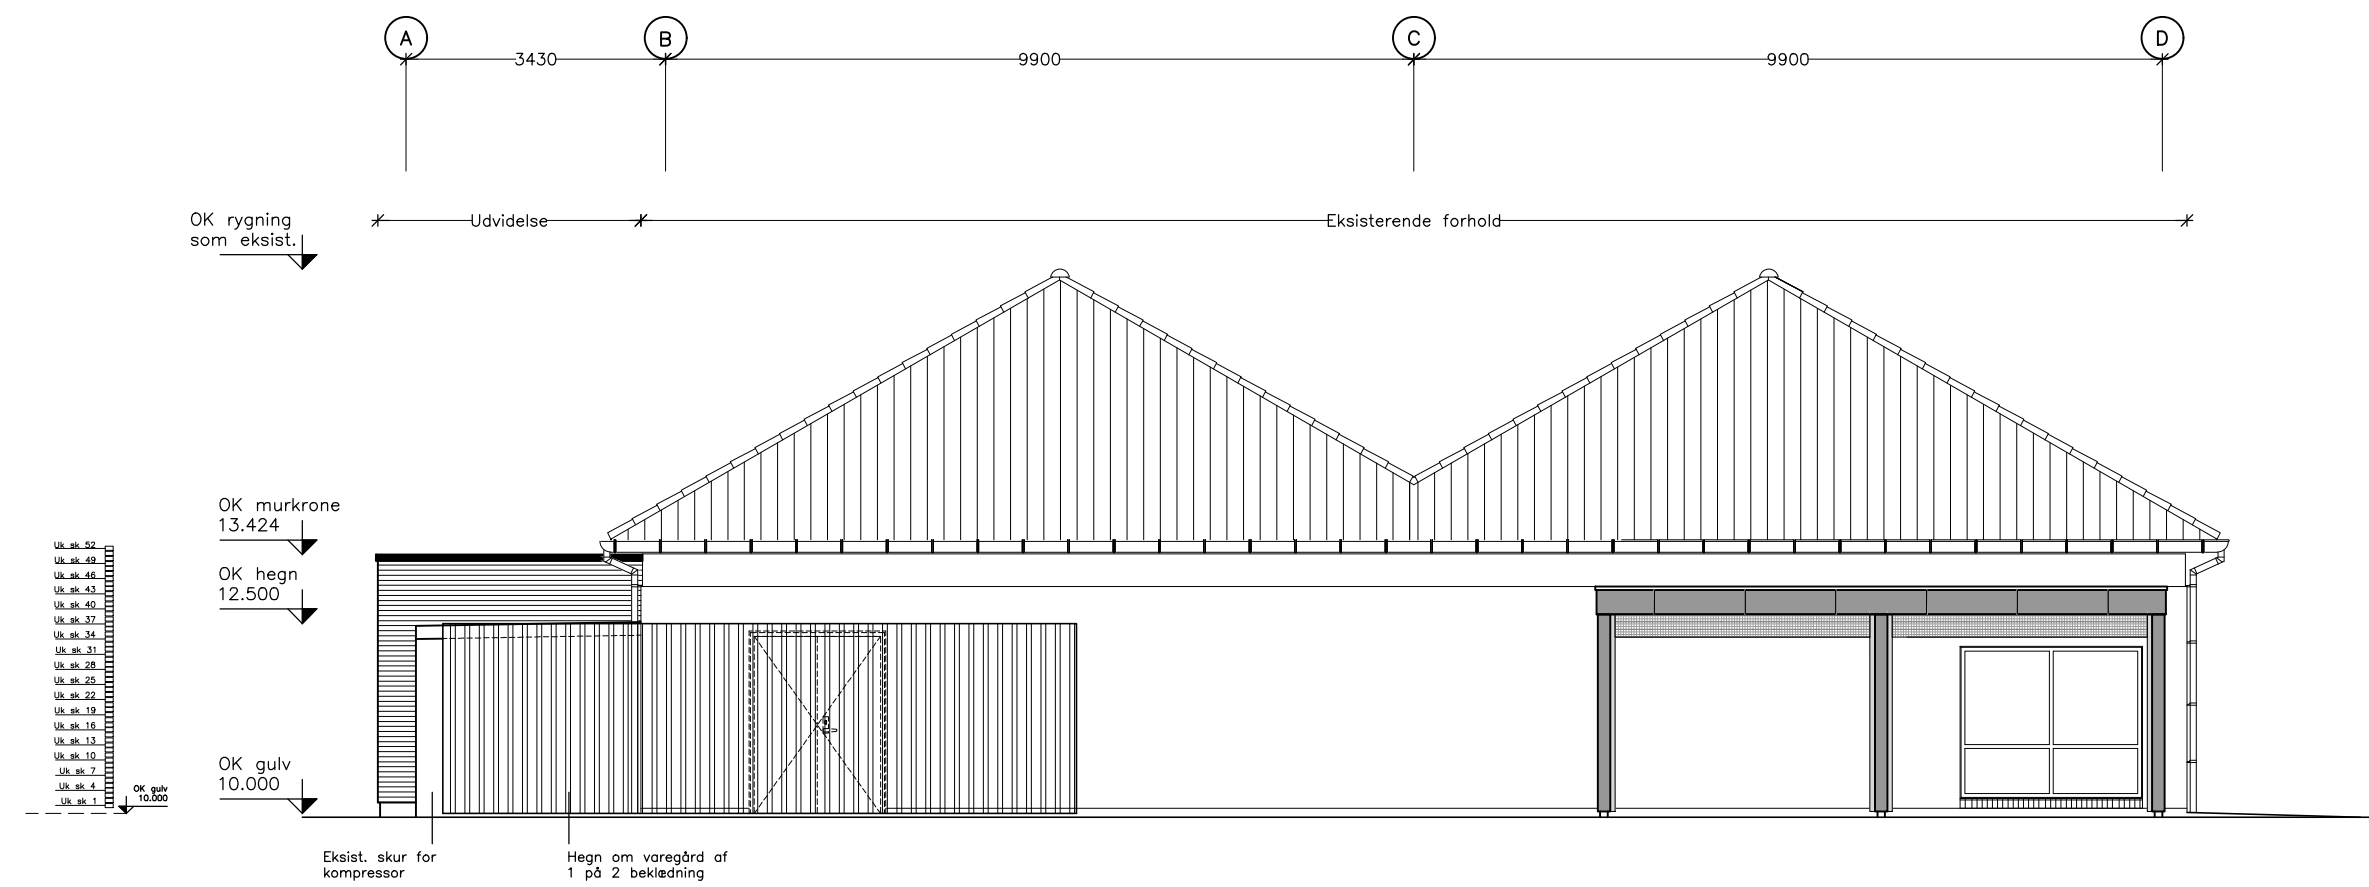 A
B
C
D
3430
9900
9900
OK rygning
som eksist.
Udvidelse
Eksisterende forhold
OK murkrone
13.424
OK hegn
12.500
OK gulv
10.000
Uk sk 52
Uk sk 49
Uk sk 46
Uk sk 43
Uk sk 40
Uk sk 37
Uk sk 34
Uk sk 31
Uk sk 28
Uk sk 25
Uk sk 22
Uk sk 19
Uk sk 16
Uk sk 13
Uk sk 10
Uk sk 7
Uk sk 4
Uk sk 1
OK gulv
10.000
Eksist. skur for
kompressor
Hegn om varegård af
1 på 2 beklædning